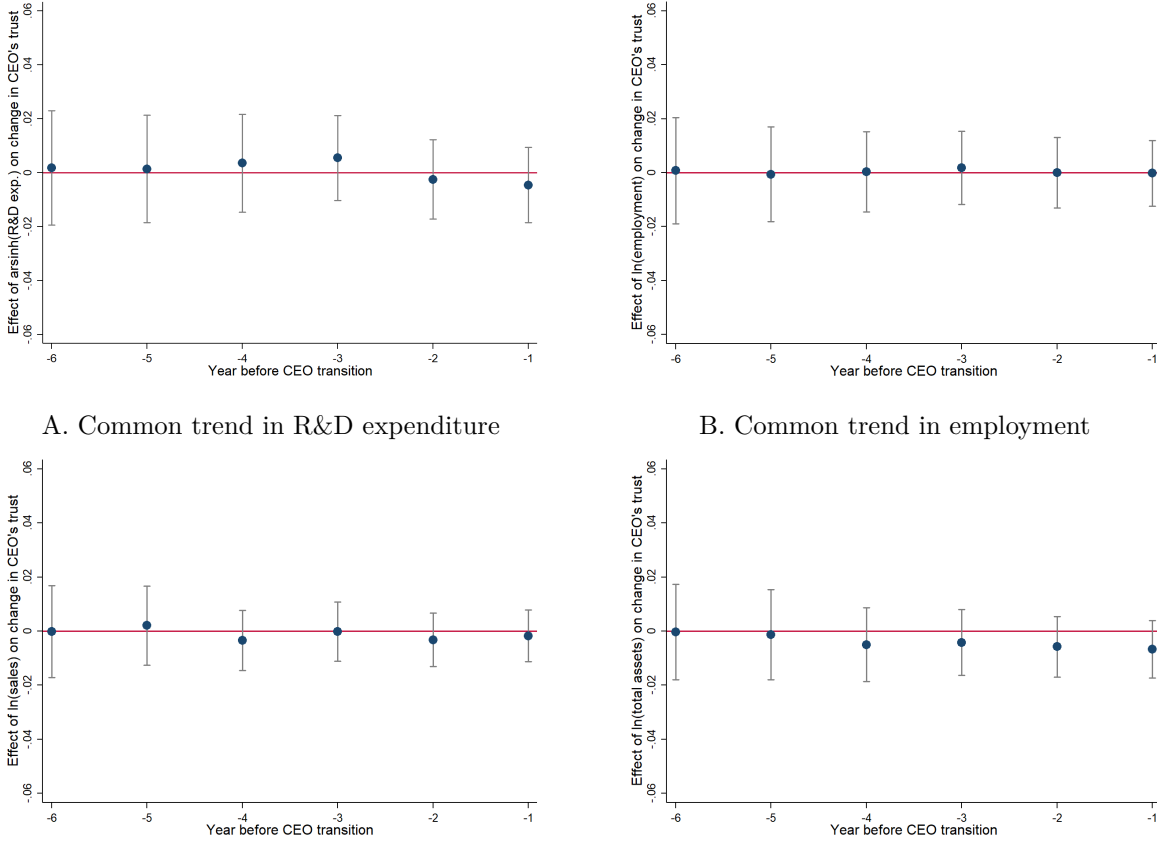 Effect of arsinh(R&D exp.) on change in CEO's trust
.06
.04
.02
0
-.02
-.04
-.06
-6 -5 -4 -3 -2 -1
Year before CEO transition
A. Common trend in R&D expenditure
Effect of ln(employment) on change in CEO's trust
.06
.04
.02
0
-.02
-.04
-.06
-6 -5 -4 -3 -2 -1
Year before CEO transition
B. Common trend in employment
Effect of ln(sales) on change in CEO's trust
.06
.04
.02
0
-.02
-.04
-.06
-6 -5 -4 -3 -2 -1
Year before CEO transition
Effect of ln(total assets) on change in CEO's trust
.06
.04
.02
0
-.02
-.04
-.06
-6 -5 -4 -3 -2 -1
Year before CEO transition